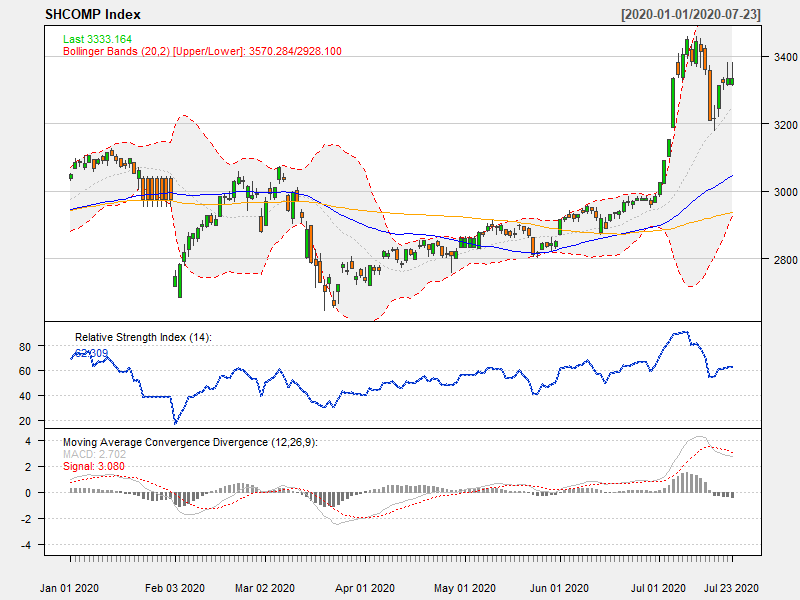 SHCOMP Index [2020-01-01/2020-07-23]
Last 3333.164
Bollinger Bands (20,2) [Upper/Lower]: 3570.284/2928.100
3400
3200
3000
2800
Relative Strength Index (14):
62.309
80
60
40
20
Moving Average Convergence Divergence (12,26,9):
MACD: 2.702
Signal: 3.080
4
2
0
-2
-4
Jan 01 2020 Feb 03 2020 Mar 02 2020 Apr 01 2020 May 01 2020 Jun 01 2020 Jul 01 2020 Jul 23 2020